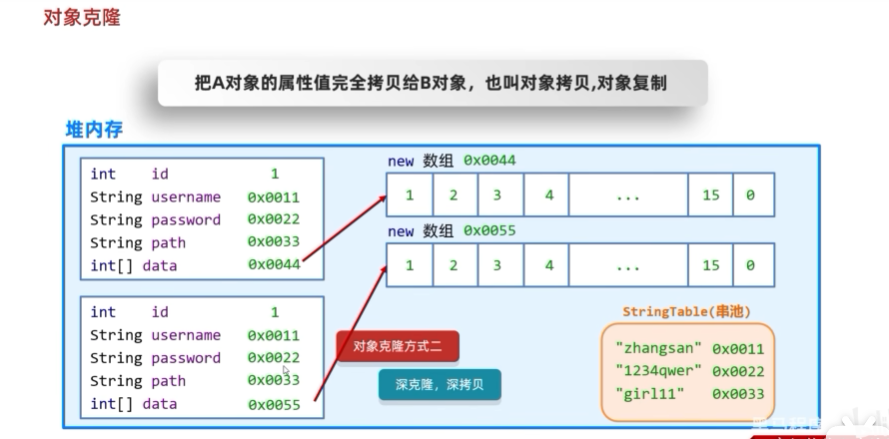 对象克隆
把A对象的属性值完全拷贝给B对象，也叫对象拷贝,对象复制
堆内存
int id 1
String username 0x0011
String password 0x0022
String path 0x0033
int[] data 0x0044
new 数组 0x0044
1 2 3 4 ... 15 0
new 数组 0x0055
1 2 3 4 ... 15 0
int id 1
String username 0x0011
String password 0x0022
String path 0x0033
int[] data 0x0055
对象克隆方式二
深克隆，深拷贝
StringTable(串池)
"zhangsan" 0x0011
"1234qwer" 0x0022
"girl11" 0x0033